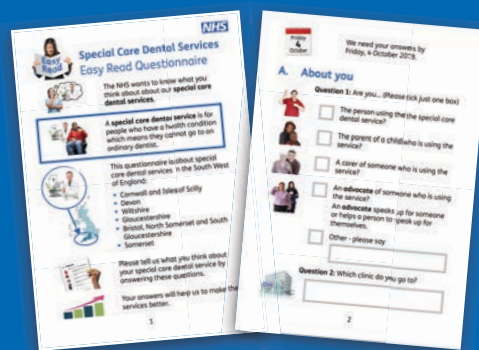 NHS
Easy
Read
Special Care Dental Services
Easy Read Questionnaire
The NHS wants to know what you
think about about our special care
dental services.
A special care dental service is for
people who have a health condition
which means they cannot go to an
ordinary dentist.
This questionnaire is about special
care dental services in the South West
of England:
• Cornwall and Isles of Scilly
• Devon
• Wiltshire
• Gloucestershire
• Bristol, North Somerset and South
Gloucestershire
• Somerset
Please tell us what you think about
your special care dental service by
answering these questions.
Your answers will help us to make the
services better.
1
Friday
4
October
We need your answers by
Friday, 4 October 2019.
A. About you
Question 1: Are you... (Please tick just one box)
The person using the the special care
dental service?
The parent of a child who is using the
service?
A carer of someone who is using the
service?
An advocate of someone who is using
the service?
An advocate speaks up for someone
or helps a person to speak up for
themselves.
Other - please say
Question 2: Which clinic do you go to?
2